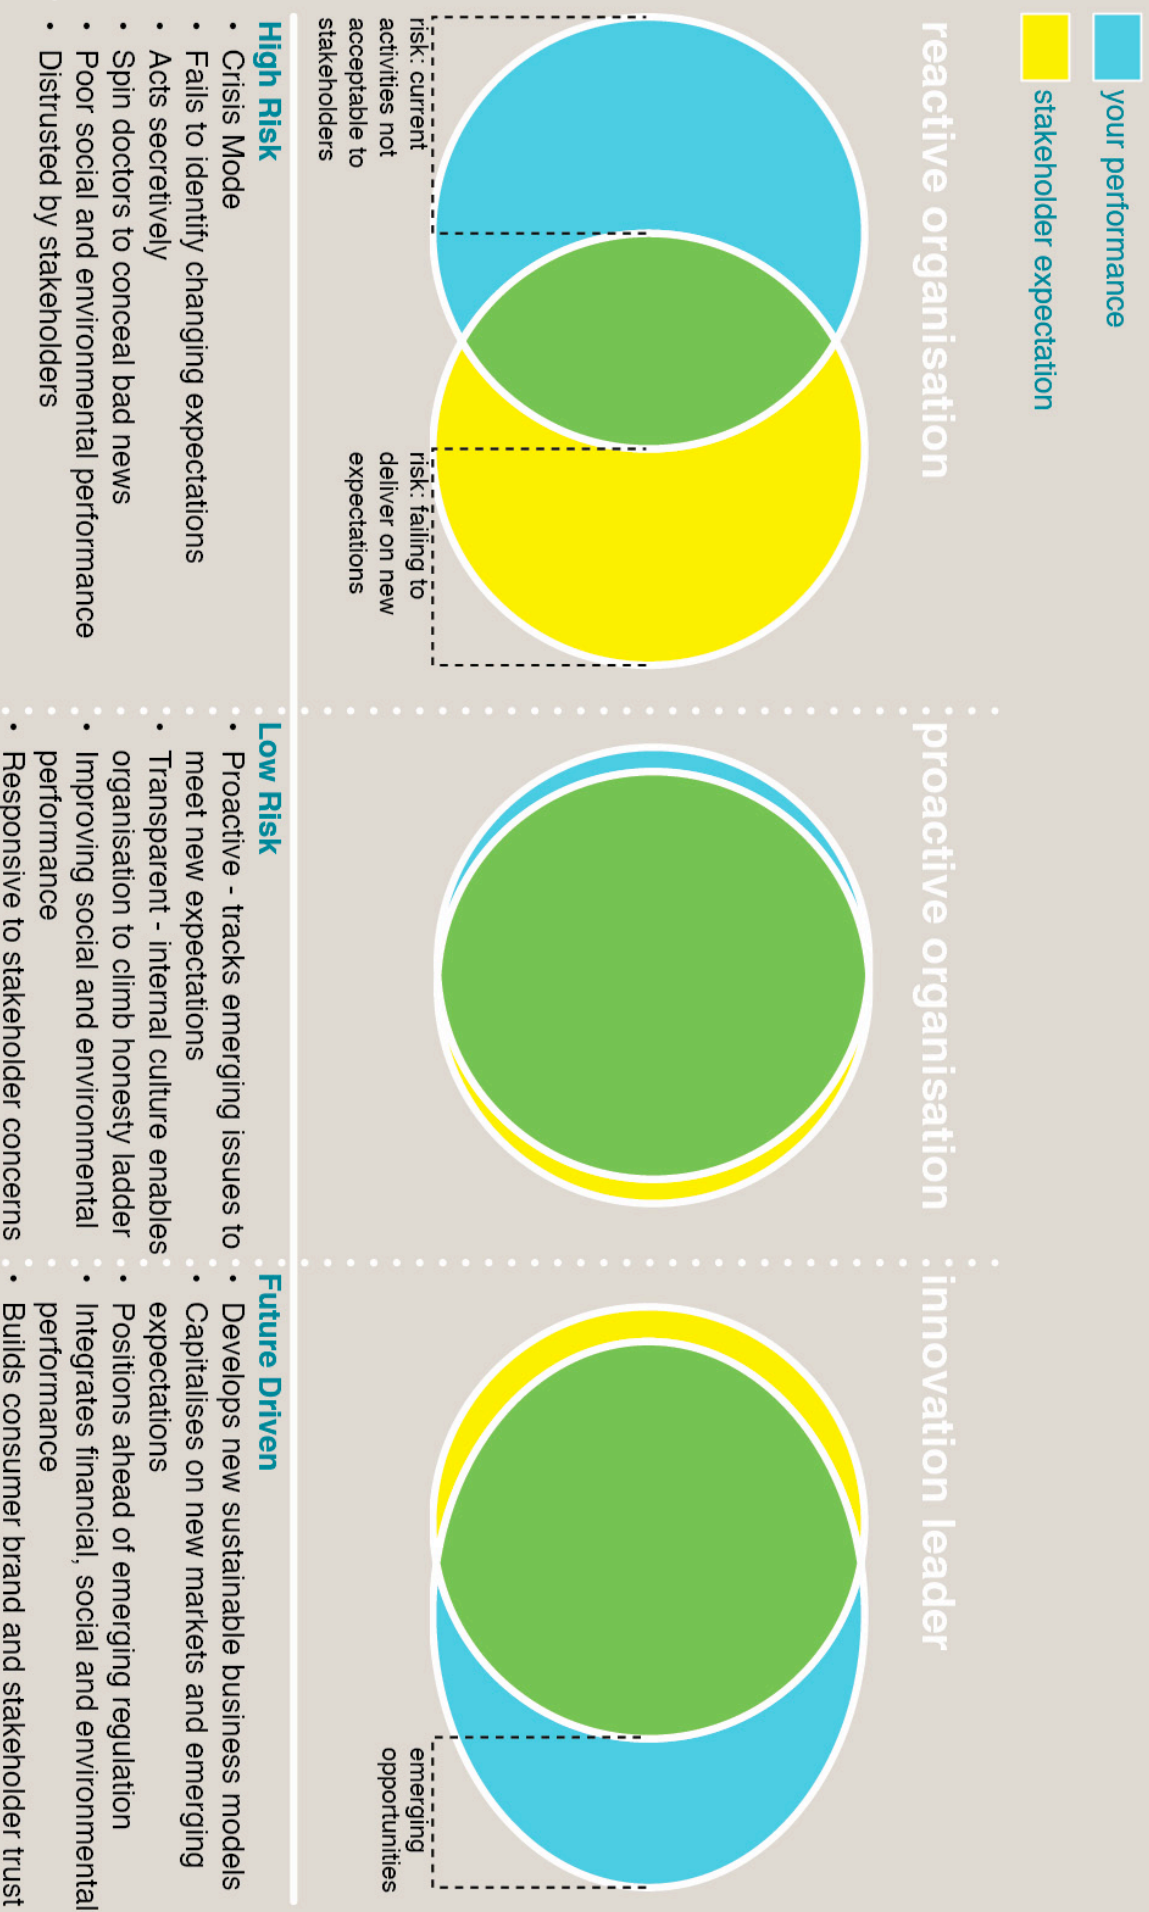 your performance
stakeholder expectation
reactive organisation
risk: current
activities not
acceptable to
stakeholders
risk: failing to
deliver on new
expectations
High Risk
• Crisis Mode
• Fails to identify changing expectations
• Acts secretively
• Spin doctors to conceal bad news
• Poor social and environmental performance
• Distrusted by stakeholders
proactive organisation
Low Risk
• Proactive - tracks emerging issues to
meet new expectations
• Transparent - internal culture enables
organisation to climb honesty ladder
• Improving social and environmental
performance
• Responsive to stakeholder concerns
innovation leader
emerging
opportunities
Future Driven
• Develops new sustainable business models
• Capitalises on new markets and emerging
expectations
• Positions ahead of emerging regulation
• Integrates financial, social and environmental
performance
• Builds consumer brand and stakeholder trust